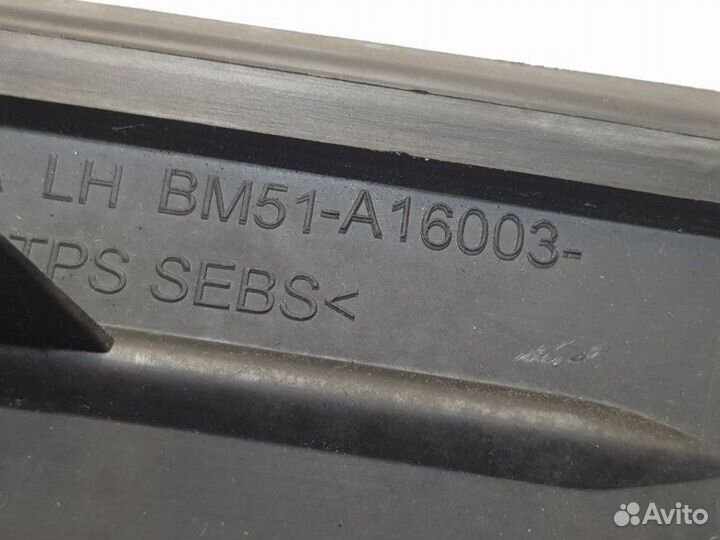 LH BM51-A16003-
TPS SEBS<
Avito